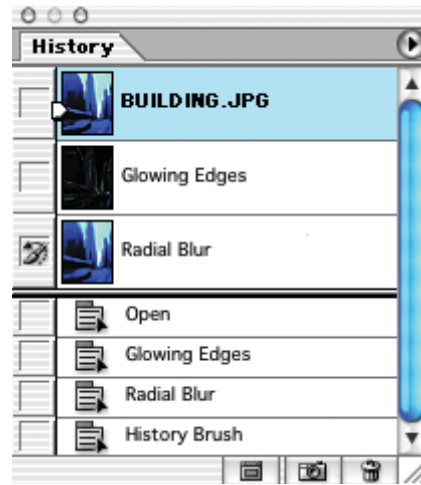 History
BUILDING.JPG
Glowing Edges
Radial Blur
Open
Glowing Edges
Radial Blur
History Brush